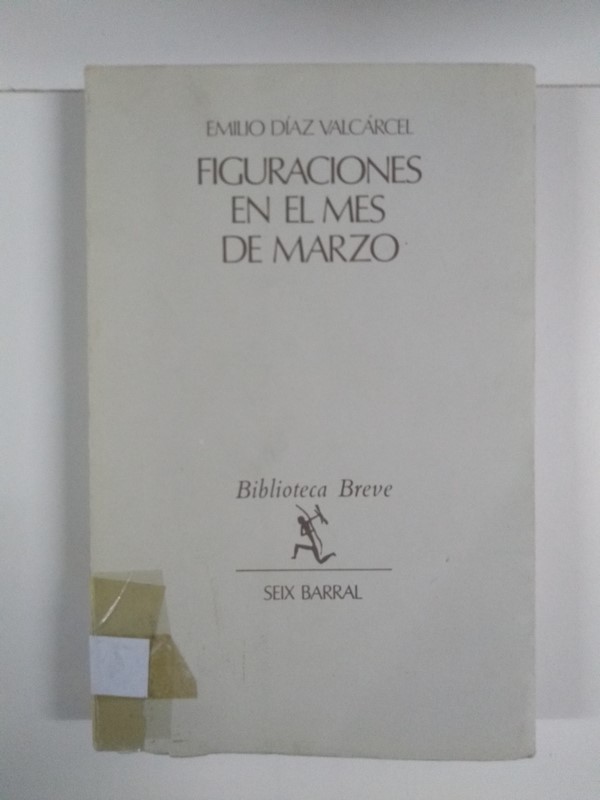 EMILIO DÍAZ VALCÁRCEL
FIGURACIONES
EN EL MES
DE MARZO
Biblioteca Breve
SEIX BARRAL